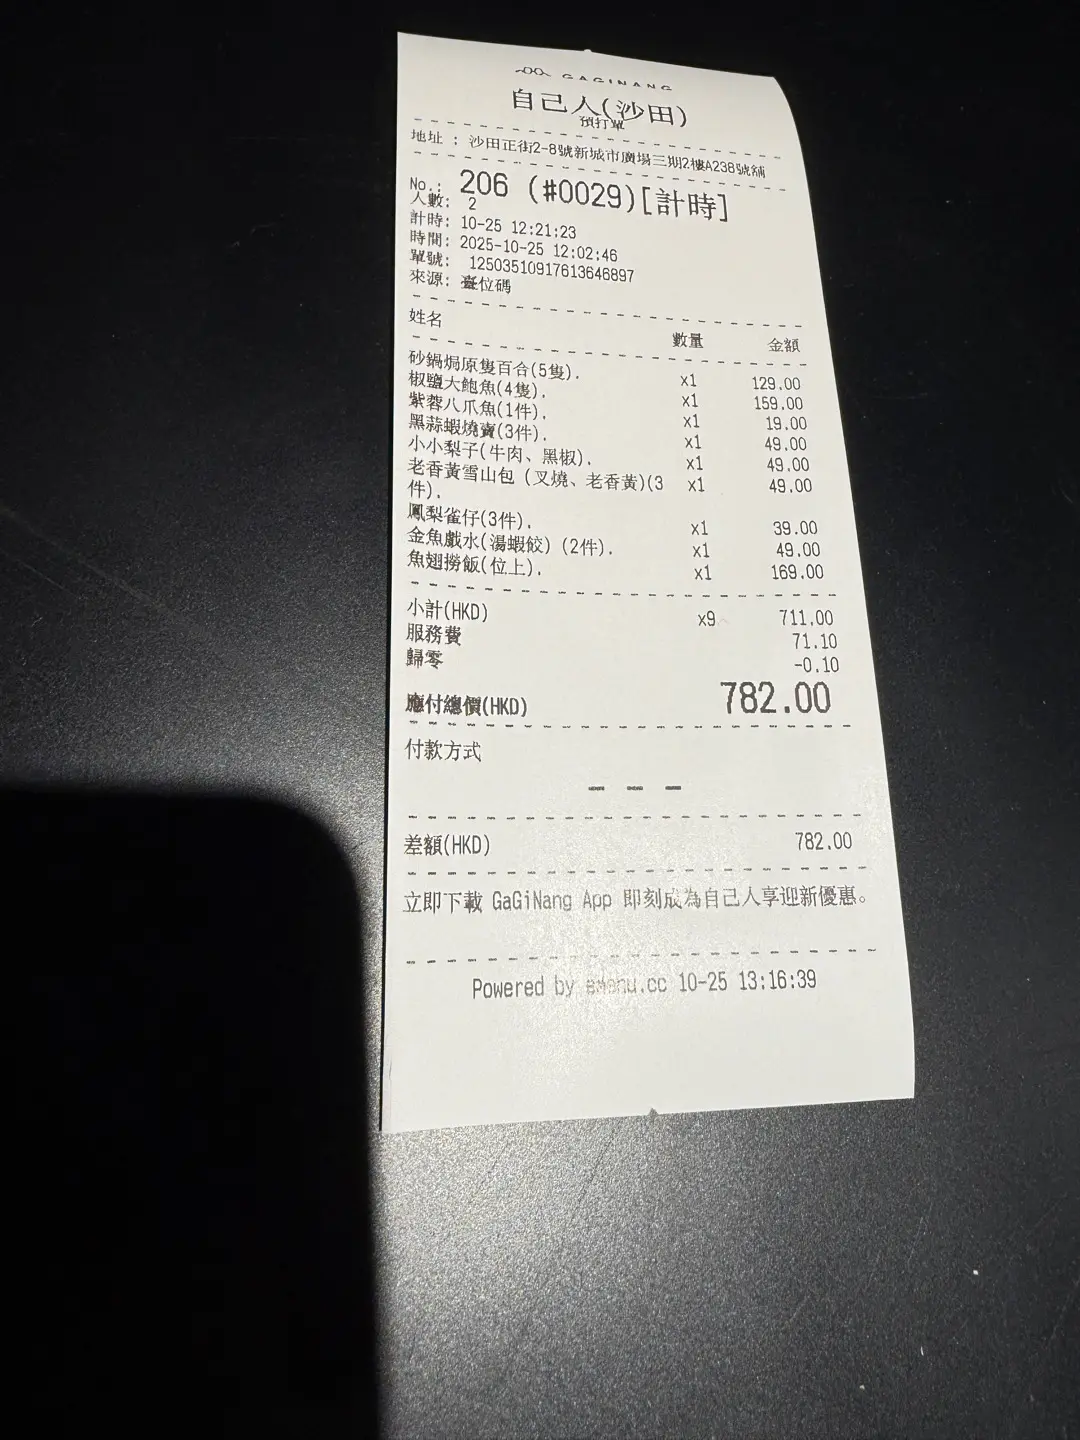 GAGINANG
自己人(沙田)
預打單
地址 : 沙田正街2-8號新城市廣場三期2樓A238號舖
No.: 206 (#0029)[計時]
人數: 2
計時: 10-25 12:21:23
時間: 2025-10-25 12:02:46
單號: 12503510917613646897
來源: 臺位碼
姓名 數量 金額
砂鍋焗原隻百合(5隻). x1 129.00
椒鹽大鮑魚(4隻). x1 159.00
紫蓉八爪魚(1件). x1 19.00
黑蒜蝦燒賣(3件). x1 49.00
小小梨子(牛肉、黑椒). x1 49.00
老香黃雪山包 (叉燒、老香黃)(3 x1 49.00
件).
鳳梨雀仔(3件). x1 39.00
金魚戲水(湯蝦餃) (2件). x1 49.00
魚翅撈飯(位上). x1 169.00
小計(HKD) x9 711.00
服務費 71.10
歸零 -0.10
應付總價(HKD) 782.00
付款方式
— — —
差額(HKD) 782.00
立即下載 GaGiNang App 即刻成為自己人享迎新優惠。
Powered by emenu.cc 10-25 13:16:39